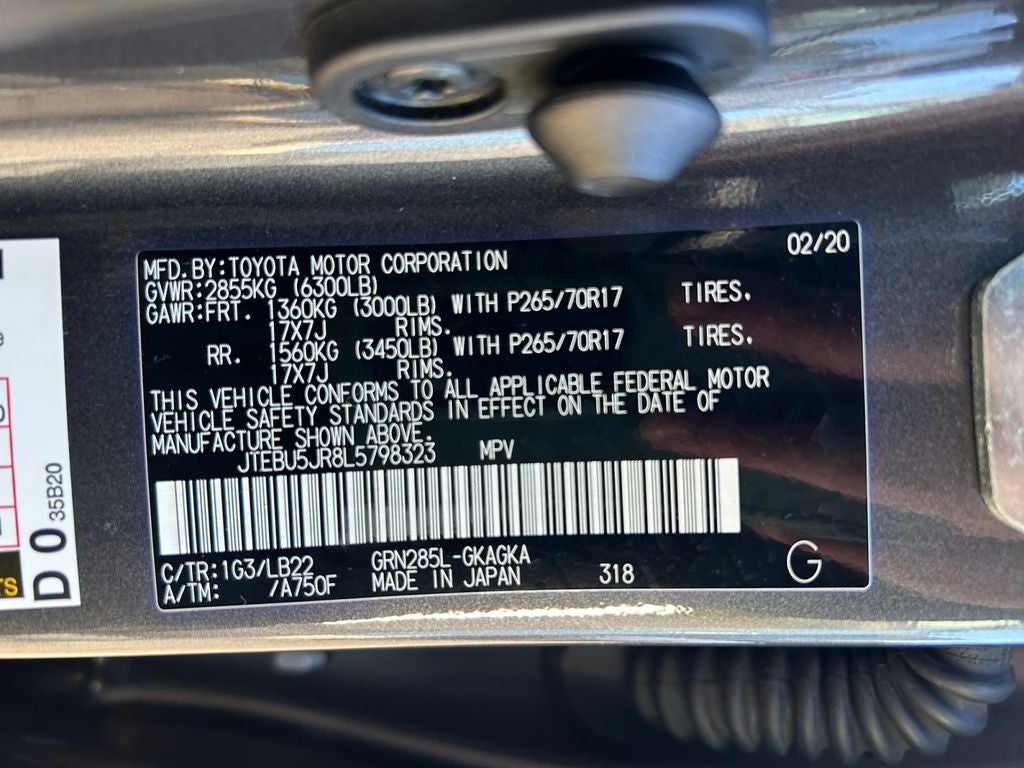 02/20
MFD.BY:TOYOTA MOTOR CORPORATION
GVWR:2855KG (6300LB)
GAWR:FRT. 1360KG (3000LB) WITH P265/70R17 TIRES.
17X7J RIMS.
RR. 1560KG (3450LB) WITH P265/70R17 TIRES.
17X7J RIMS.
THIS VEHICLE CONFORMS TO ALL APPLICABLE FEDERAL MOTOR
VEHICLE SAFETY STANDARDS IN EFFECT ON THE DATE OF
MANUFACTURE SHOWN ABOVE.
JTEBU5JR8L5798323 MPV
C/TR:1G3/LB22 GRN285L-GKAGKA
A/TM: /A750F MADE IN JAPAN 318 G
D 0 35B20